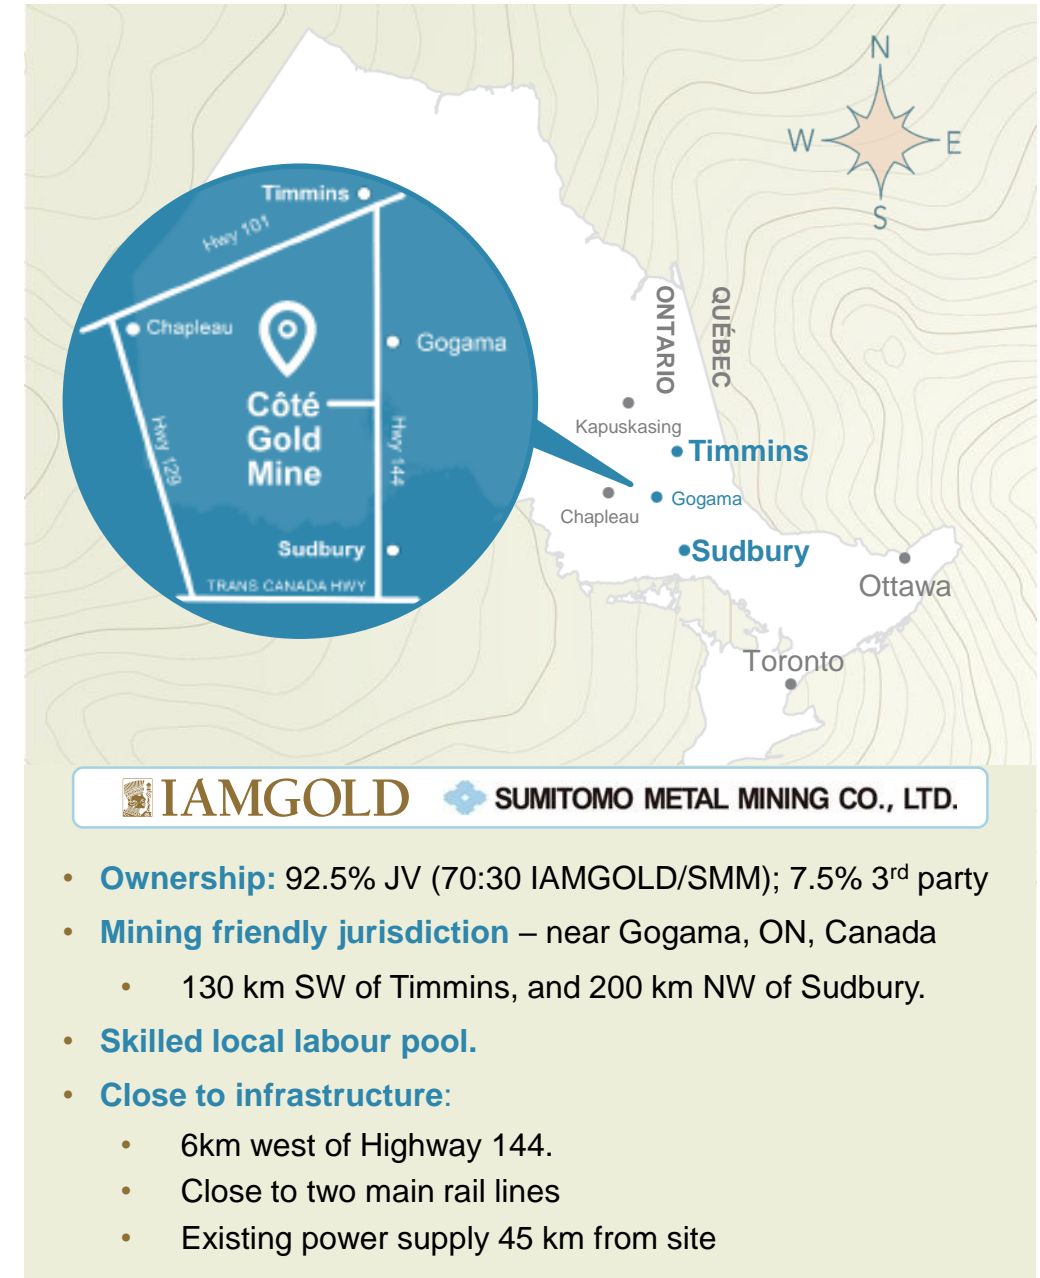 N
W
E
S
Timmins
Hwy 101
Chapleau
Gogama
Côté
Gold
Mine
Hwy 129
Hwy 144
Sudbury
TRANS CANADA HWY
ONTARIO
QUÉBEC
Kapuskasing
Timmins
Gogama
Chapleau
Sudbury
Ottawa
Toronto
IAMGOLD
SUMITOMO METAL MINING CO., LTD.
• Ownership: 92.5% JV (70:30 IAMGOLD/SMM); 7.5% 3rd party
• Mining friendly jurisdiction – near Gogama, ON, Canada
• 130 km SW of Timmins, and 200 km NW of Sudbury.
• Skilled local labour pool.
• Close to infrastructure:
• 6km west of Highway 144.
• Close to two main rail lines
• Existing power supply 45 km from site